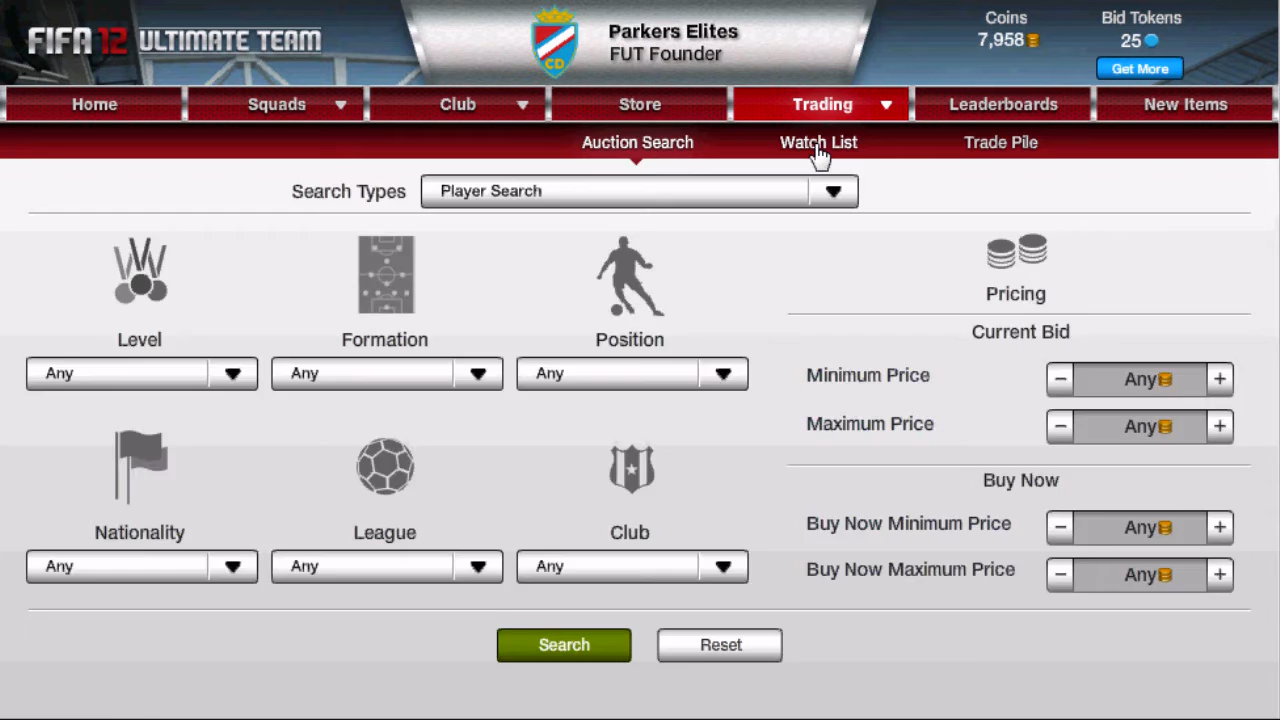 FIFA 12 ULTIMATE TEAM
Parkers Elites
FUT Founder
CD
Coins
7,958
Bid Tokens
25
Get More
Home
Squads
Club
Store
Trading
Leaderboards
New Items
Auction Search
Watch List
Trade Pile
Search Types
Player Search
Level
Any
Formation
Any
Position
Any
Nationality
Any
League
Any
Club
Any
Pricing
Current Bid
Minimum Price
Any
Maximum Price
Any
Buy Now
Buy Now Minimum Price
Any
Buy Now Maximum Price
Any
Search
Reset